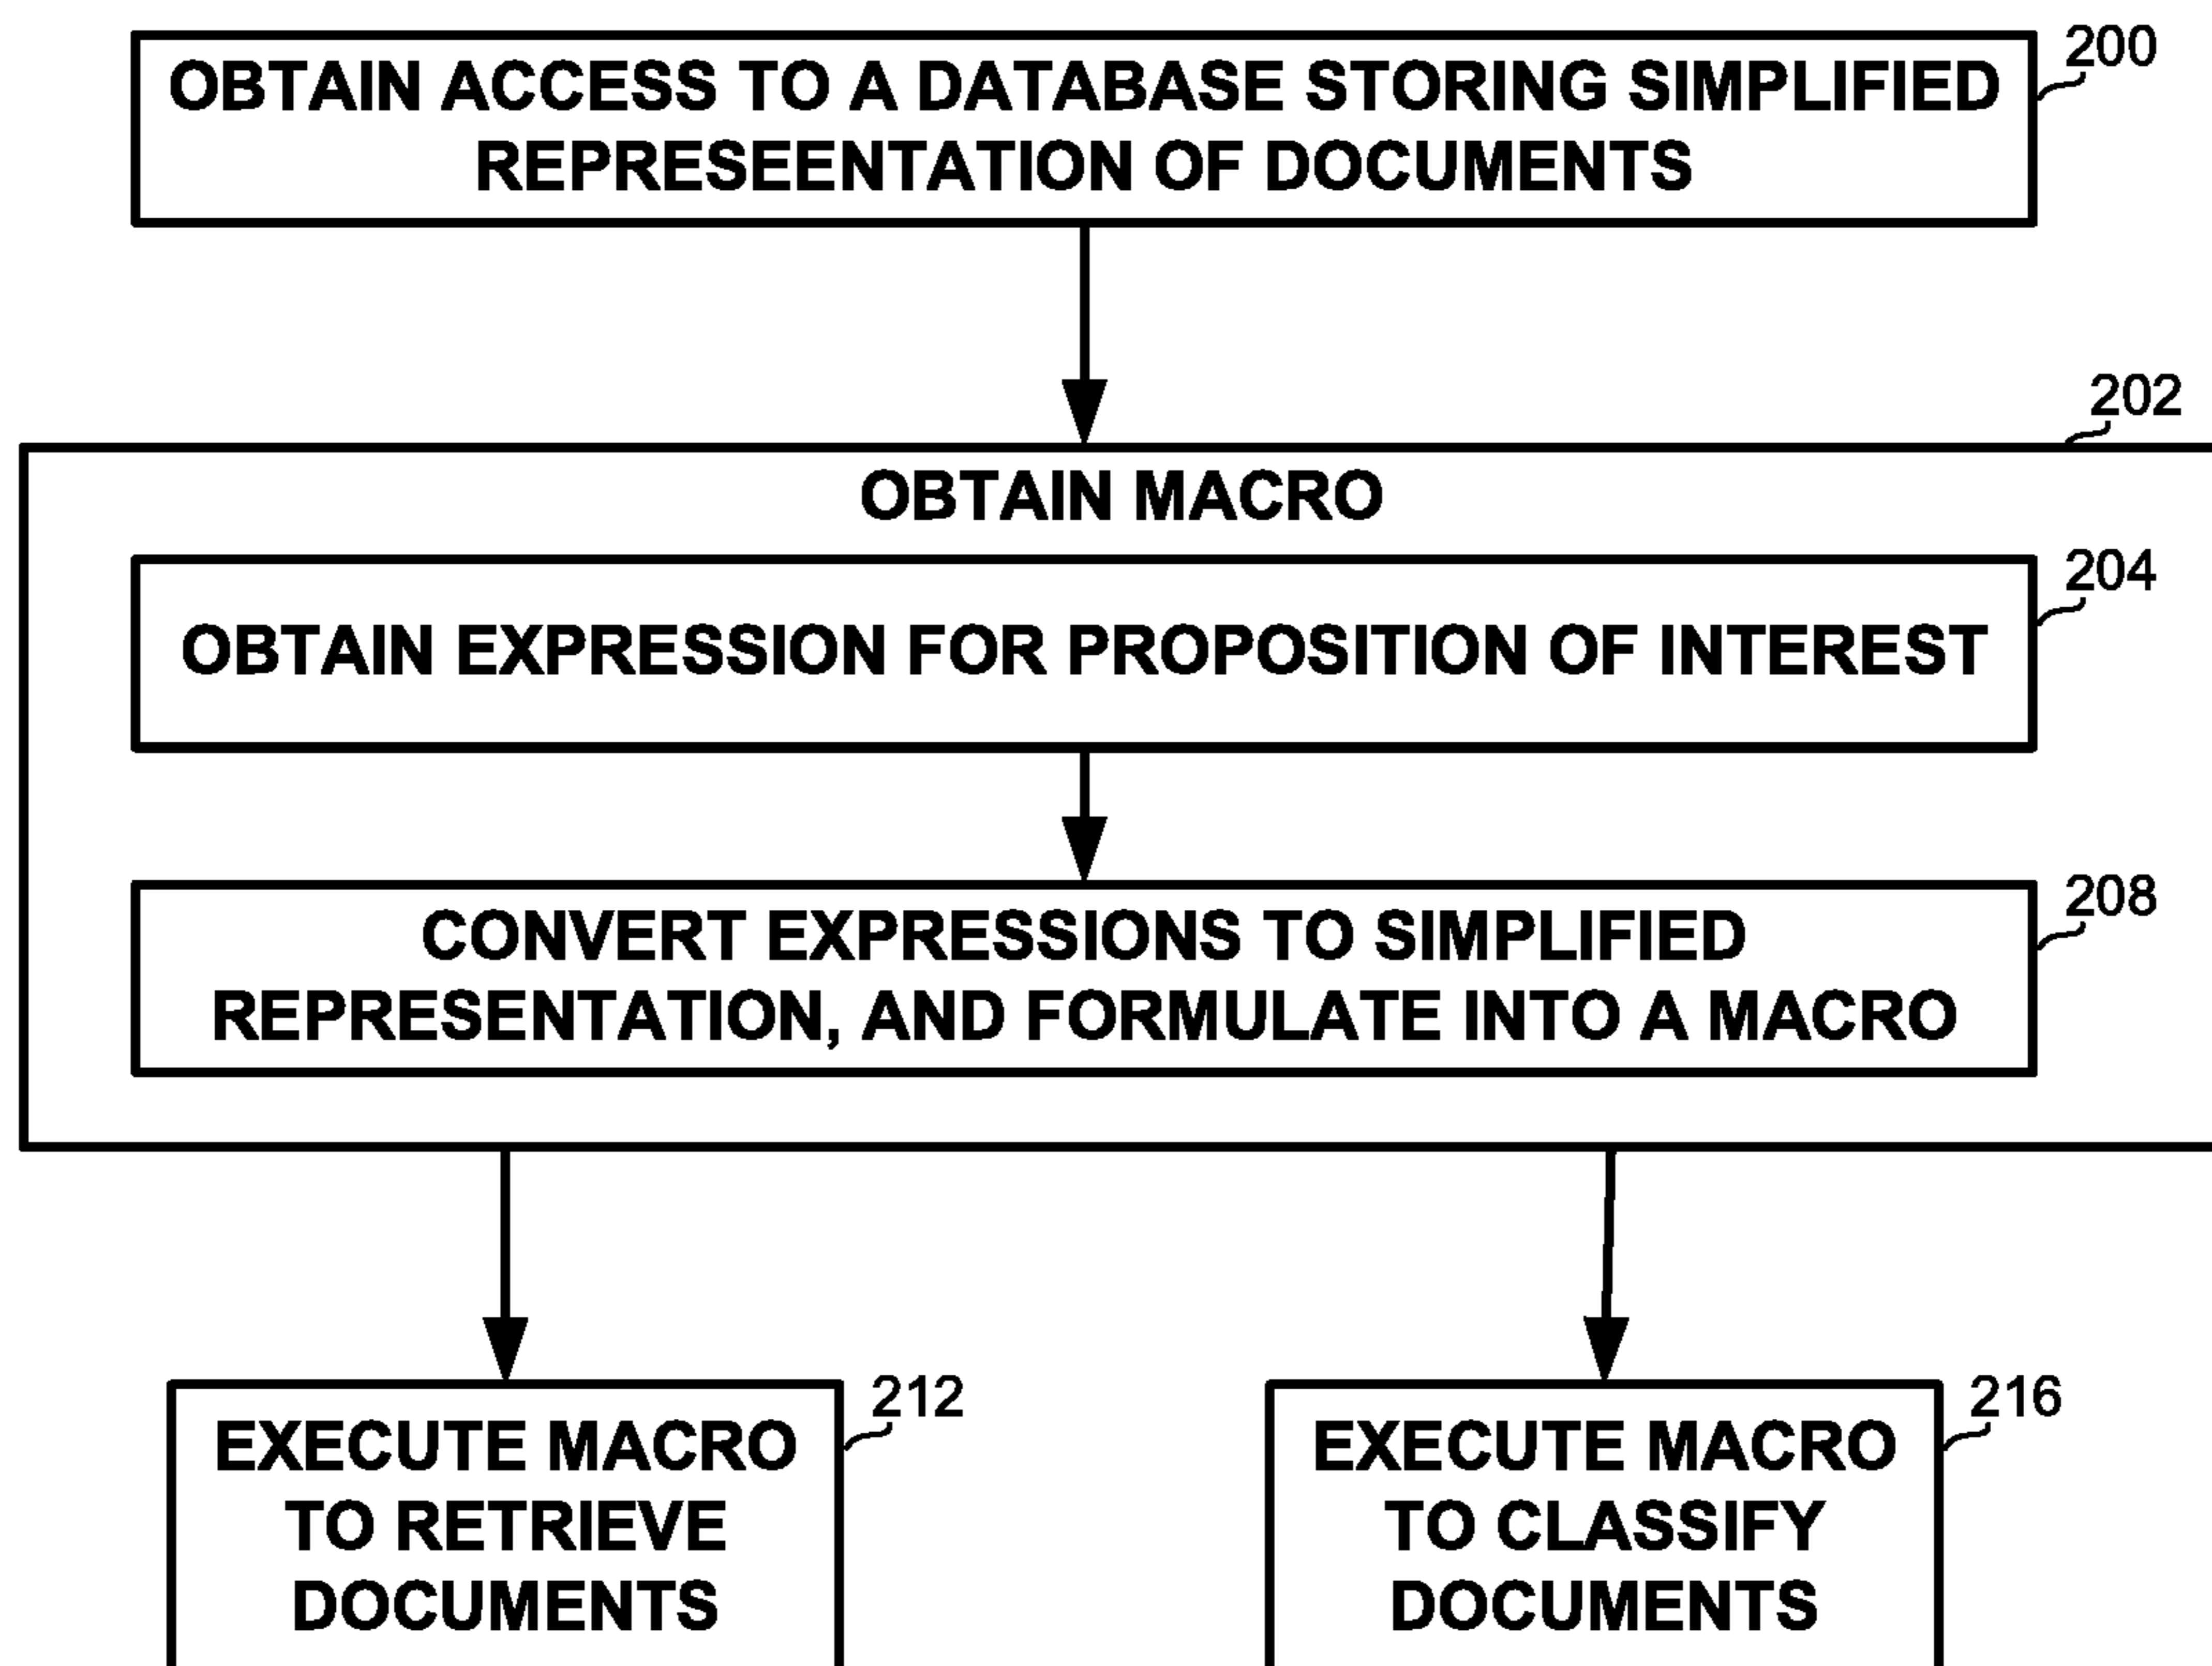 200
OBTAIN ACCESS TO A DATABASE STORING SIMPLIFIED
REPRESEENTATION OF DOCUMENTS
202
OBTAIN MACRO
204
OBTAIN EXPRESSION FOR PROPOSITION OF INTEREST
208
CONVERT EXPRESSIONS TO SIMPLIFIED
REPRESENTATION, AND FORMULATE INTO A MACRO
212
EXECUTE MACRO
TO RETRIEVE
DOCUMENTS
216
EXECUTE MACRO
TO CLASSIFY
DOCUMENTS